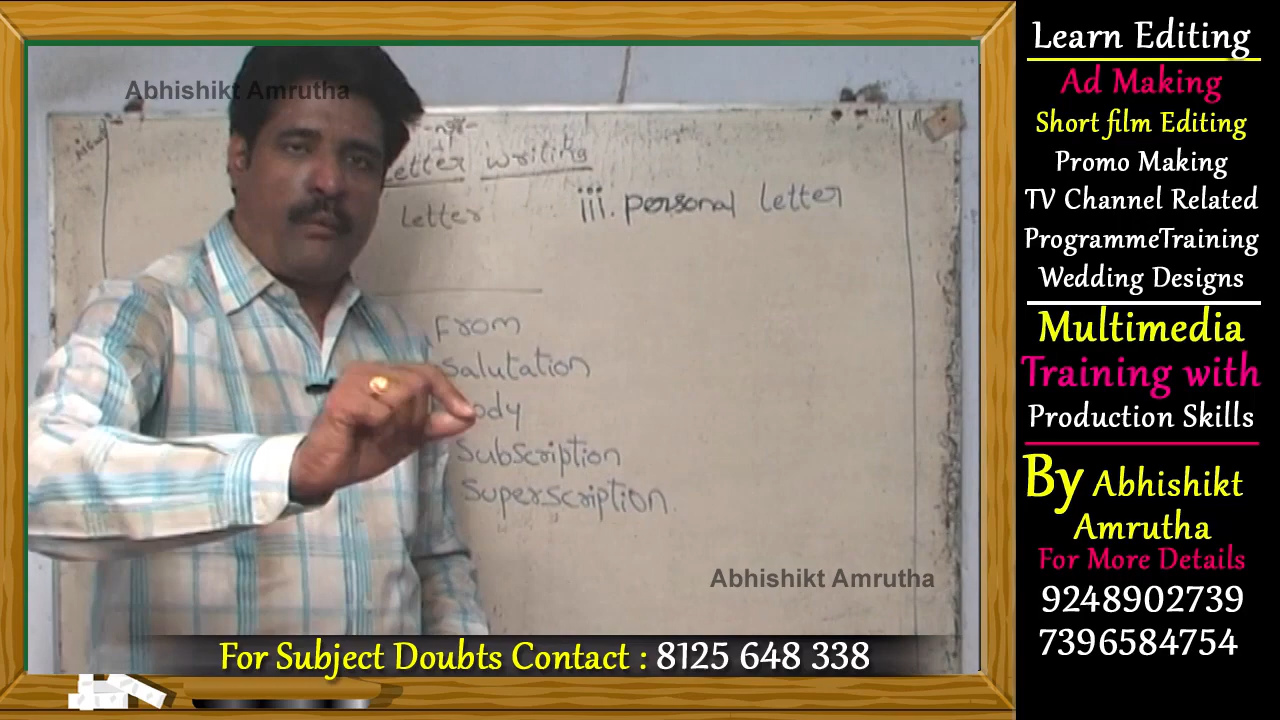 Abhishikt Amrutha
Letter writing
Letter
iii. personal letter
From
Salutation
Body
Subscription
Superscription.
Abhishikt Amrutha
For Subject Doubts Contact : 8125 648 338
Learn Editing
Ad Making
Short film Editing
Promo Making
TV Channel Related
ProgrammeTraining
Wedding Designs
Multimedia
Training with
Production Skills
By Abhishikt
Amrutha
For More Details
9248902739
7396584754